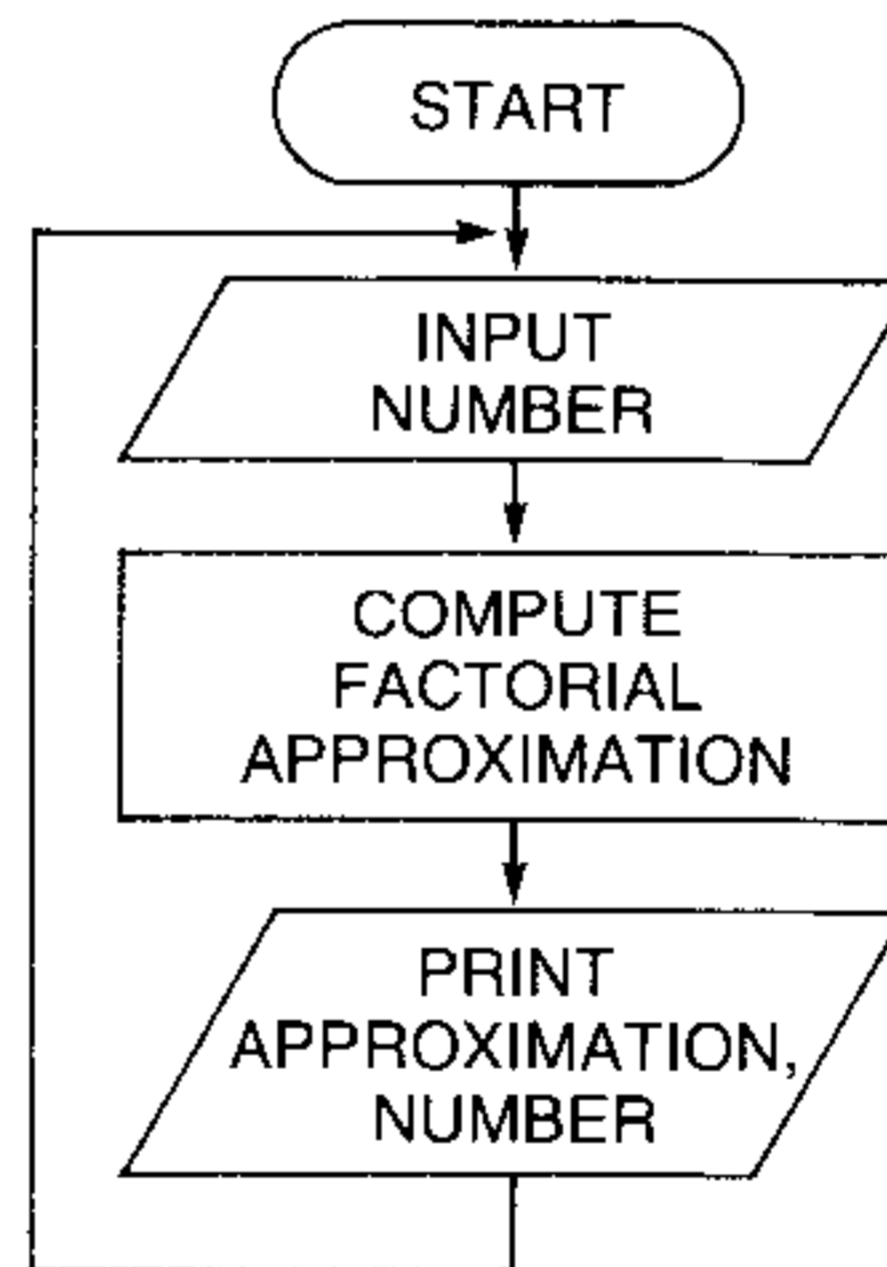 START
INPUT
NUMBER
COMPUTE
FACTORIAL
APPROXIMATION
PRINT
APPROXIMATION,
NUMBER